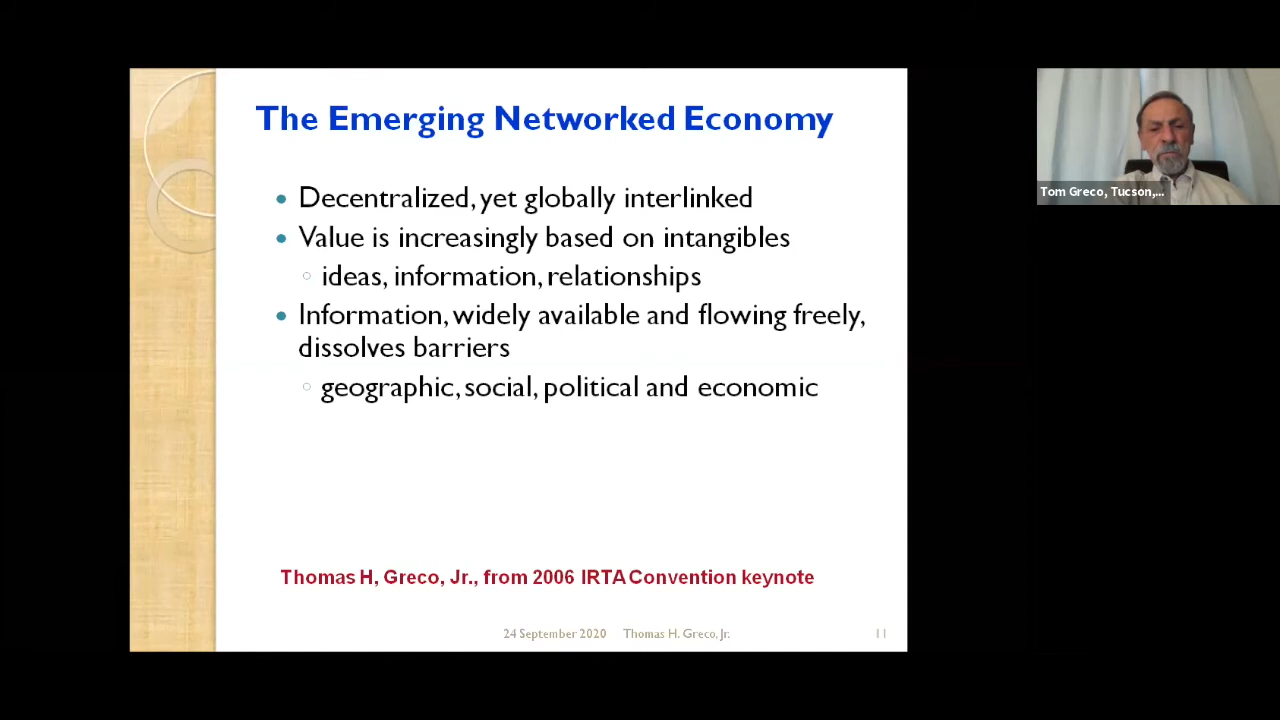 The Emerging Networked Economy
• Decentralized, yet globally interlinked
• Value is increasingly based on intangibles
◦ ideas, information, relationships
• Information, widely available and flowing freely,
dissolves barriers
◦ geographic, social, political and economic
Thomas H, Greco, Jr., from 2006 IRTA Convention keynote
24 September 2020 Thomas H. Greco, Jr. 11
Tom Greco, Tucson,...